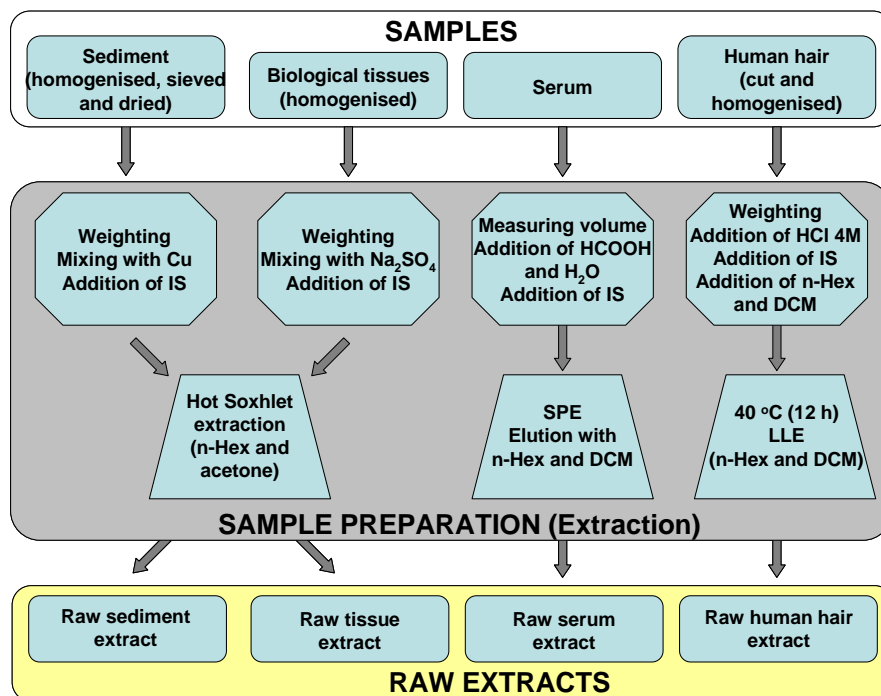 SAMPLES
Sediment
(homogenised, sieved
and dried)
Biological tissues
(homogenised)
Serum
Human hair
(cut and
homogenised)
Weighting
Mixing with Cu
Addition of IS
Weighting
Mixing with Na₂SO₄
Addition of IS
Measuring volume
Addition of HCOOH
and H₂O
Addition of IS
Weighting
Addition of HCl 4M
Addition of IS
Addition of n-Hex
and DCM
Hot Soxhlet
extraction
(n-Hex and
acetone)
SPE
Elution with
n-Hex and DCM
40 ºC (12 h)
LLE
(n-Hex and DCM)
SAMPLE PREPARATION (Extraction)
Raw sediment
extract
Raw tissue
extract
Raw serum
extract
Raw human hair
extract
RAW EXTRACTS